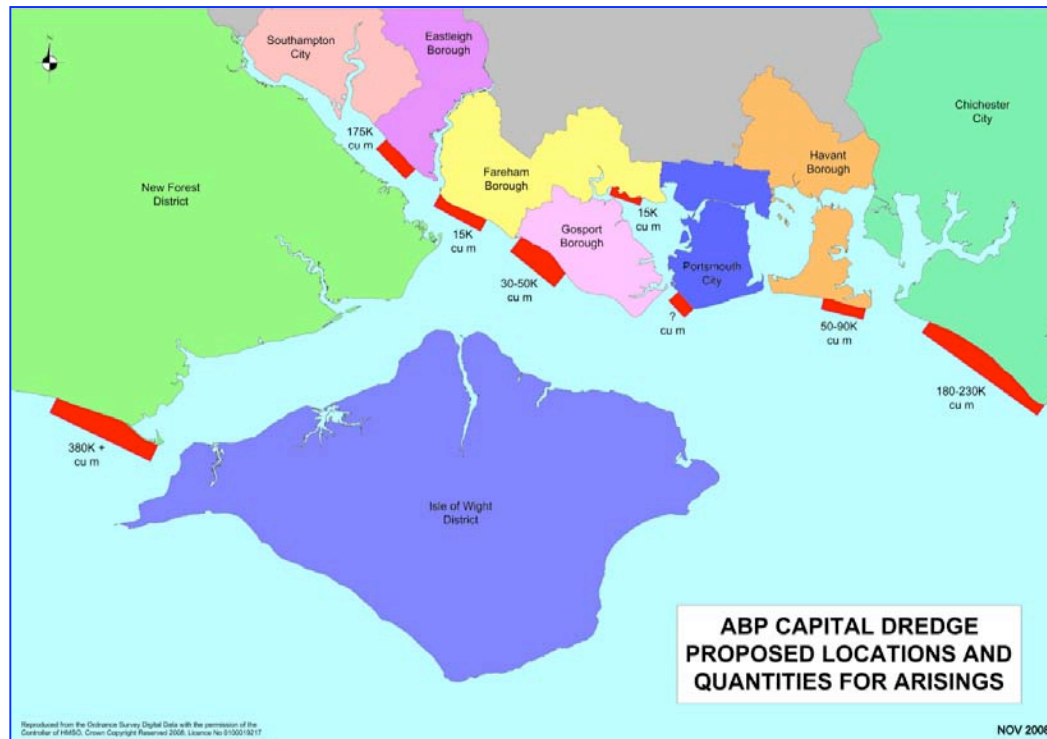 N
Southampton
City
Eastleigh
Borough
Chichester
City
175K
cu m
Havant
Borough
Fareham
Borough
New Forest
District
15K
cu m
15K
cu m
Gosport
Borough
Portsmouth
City
30-50K
cu m
?
cu m
50-90K
cu m
180-230K
cu m
380K +
cu m
Isle of Wight
District
ABP CAPITAL DREDGE
PROPOSED LOCATIONS AND
QUANTITIES FOR ARISINGS
Reproduced from the Ordnance Survey Digital Data with the permission of the
Controller of HMSO. Crown Copyright Reserved 2008. Licence No 0100019217
NOV 2008